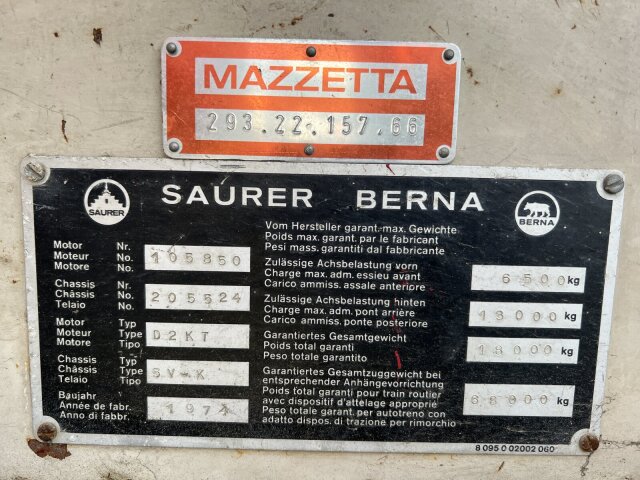 MAZZETTA
293.22.157.66
SAURER
SAURER BERNA
BERNA
Motor Nr.
Moteur No.
Motore No.
105850
Chassis Nr.
Châssis No.
Telaio No.
205524
Motor Typ
Moteur Type
Motore Tipo
D2KT
Chassis Typ
Châssis Type
Telaio Tipo
5V-K
Baujahr
Année de fabr.
Anno di fabbr.
1974
Vom Hersteller garant. max. Gewichte
Poids max. garant. par le fabricant
Pesi mass. garantiti dal fabbricante
Zulässige Achsbelastung vorn
Charge max. adm. essieu avant
Carico ammiss. assale anteriore
6500 kg
Zulässige Achsbelastung hinten
Charge max. adm. pont arrière
Carico ammiss. ponte posteriore
13000 kg
Garantiertes Gesamtgewicht
Poids total garanti
Peso totale garantito
18000 kg
Garantiertes Gesamtzuggewicht bei
entsprechender Anhängevorrichtung
Poids total garanti pour train routier
avec dispositif d'attelage approprié
Peso totale garant. per autotreno con
adatto dispos. di trazione per rimorchio
kg
8 095 0 02002 060